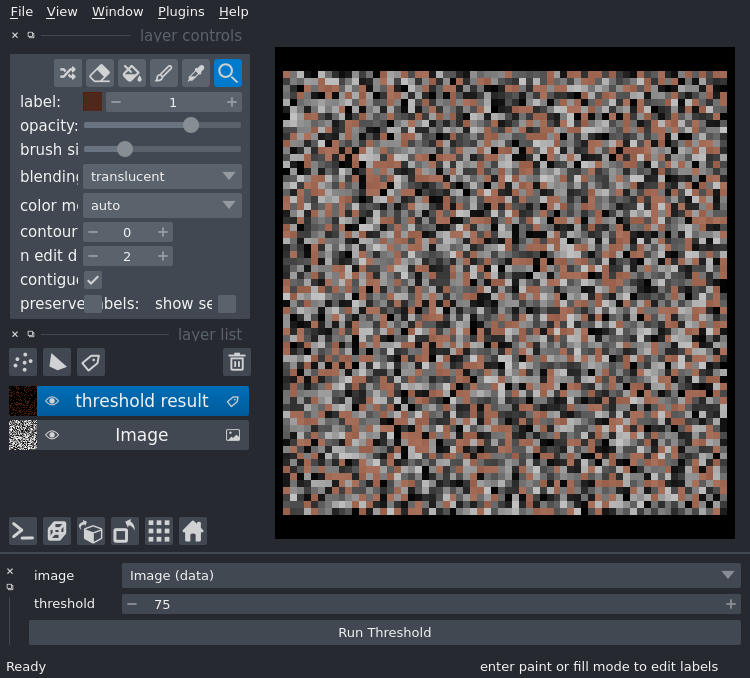 File View Window Plugins Help
layer controls
label: 1
opacity:
brush si
blending translucent
color m auto
contour 0
n edit d 2
contigu
preserve abels: show se
layer list
threshold result
Image
image Image (data)
threshold 75
Run Threshold
Ready enter paint or fill mode to edit labels